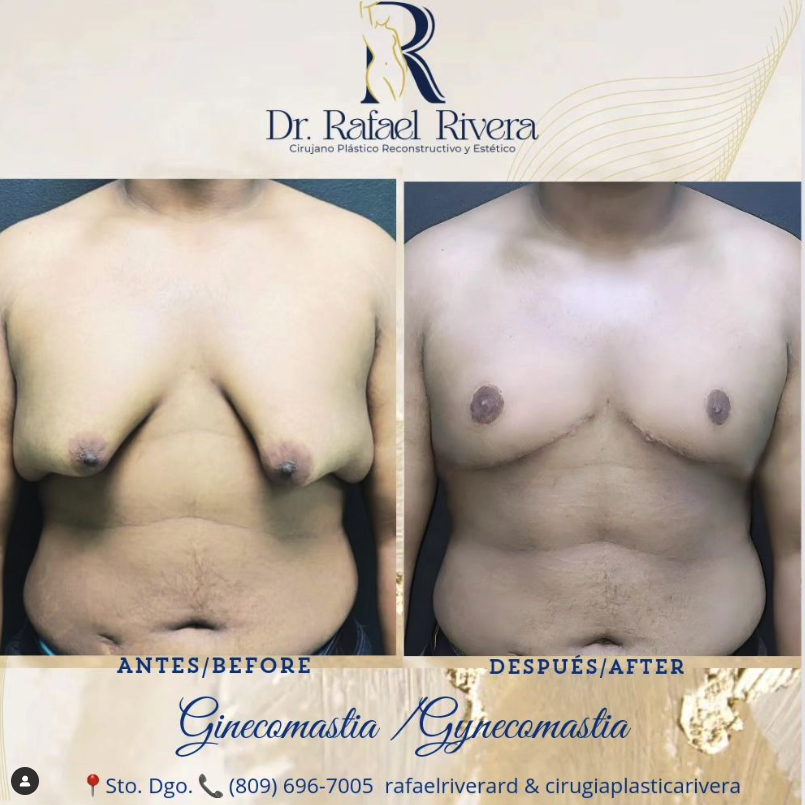 R
Dr. Rafael Rivera
Cirujano Plástico Reconstructivo y Estético
ANTES/BEFORE
DESPUÉS/AFTER
Ginecomastia /Gynecomastia
📍Sto. Dgo. 📞 (809) 696-7005 rafaelriverard & cirugiaplasticarivera